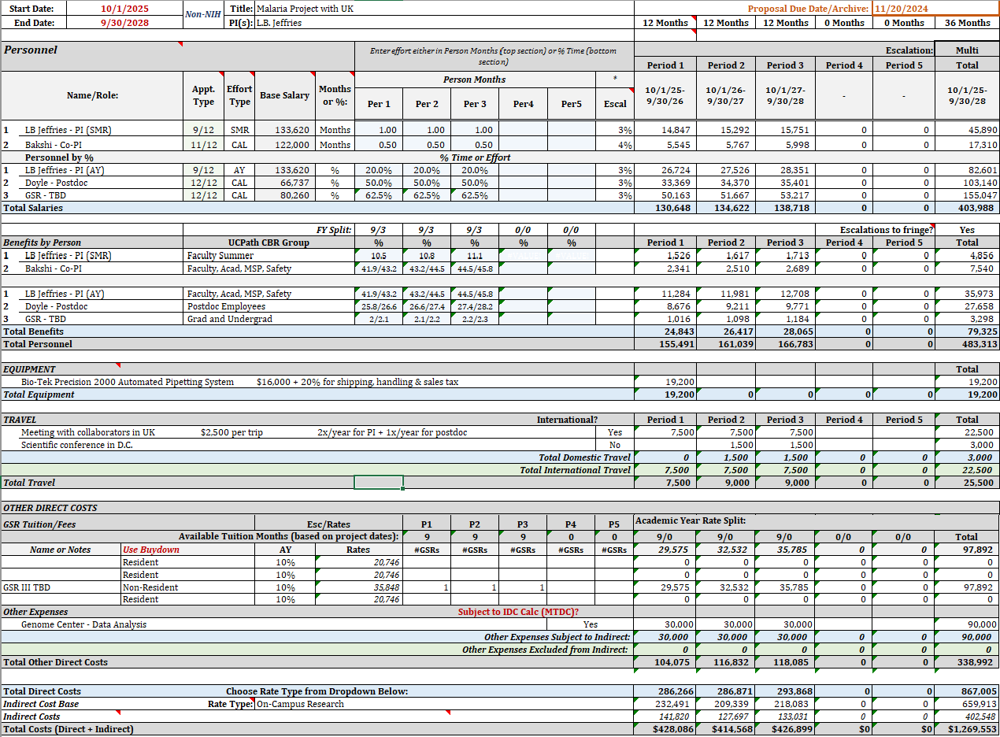 Start Date: 10/1/2025 Non-NIH Title: Malaria Project with UK Proposal Due Date/Archive: 11/20/2024
End Date: 9/30/2028 PI(s): L.B. Jeffries 12 Months 12 Months 12 Months 0 Months 0 Months 36 Months
Personnel Enter effort either in Person Months (top section) or % Time (bottom section) Escalation: Multi
Period 1 Period 2 Period 3 Period 4 Period 5 Total
Name/Role: Appt. Type Effort Type Base Salary Months or %: Person Months * 10/1/25-9/30/26 10/1/26-9/30/27 10/1/27-9/30/28 - - 10/1/25-9/30/28
Per 1 Per 2 Per 3 Per4 Per5 Escal
1 LB Jeffries - PI (SMR) 9/12 SMR 133,620 Months 1.00 1.00 1.00 3% 14,847 15,292 15,751 0 0 45,890
2 Bakshi - Co-PI 11/12 CAL 122,000 Months 0.50 0.50 0.50 4% 5,545 5,767 5,998 0 0 17,310
Personnel by % % Time or Effort
1 LB Jeffries - PI (AY) 9/12 AY 133,620 % 20.0% 20.0% 20.0% 3% 26,724 27,526 28,351 0 0 82,601
2 Doyle - Postdoc 12/12 CAL 66,737 % 50.0% 50.0% 50.0% 3% 33,369 34,370 35,401 0 0 103,140
3 GSR - TBD 12/12 CAL 80,260 % 62.5% 62.5% 62.5% 3% 50,163 51,667 53,217 0 0 155,047
Total Salaries 130,648 134,622 138,718 0 0 403,988
FY Split: 9/3 9/3 9/3 0/0 0/0 Escalations to fringe? Yes
Benefits by Person UCPath CBR Group % % % % % Period 1 Period 2 Period 3 Period 4 Period 5 Total
1 LB Jeffries - PI (SMR) Faculty Summer 10.5 10.8 11.1 1,526 1,617 1,713 0 0 4,856
2 Bakshi - Co-PI Faculty, Acad, MSP, Safety 41.9/43.2 43.2/44.5 44.5/45.8 2,341 2,510 2,689 0 0 7,540
1 LB Jeffries - PI (AY) Faculty, Acad, MSP, Safety 41.9/43.2 43.2/44.5 44.5/45.8 11,284 11,981 12,708 0 0 35,973
2 Doyle - Postdoc Postdoc Employees 25.8/26.6 26.6/27.4 27.4/28.2 8,676 9,211 9,771 0 0 27,658
3 GSR - TBD Grad and Undergrad 2/2.1 2.1/2.2 2.2/2.3 1,016 1,098 1,184 0 0 3,298
Total Benefits 24,843 26,417 28,065 0 0 79,325
Total Personnel 155,491 161,039 166,783 0 0 483,313
EQUIPMENT Total
Bio-Tek Precision 2000 Automated Pipetting System $16,000 + 20% for shipping, handling & sales tax 19,200 19,200
Total Equipment 19,200 0 0 0 0 19,200
TRAVEL International? Period 1 Period 2 Period 3 Period 4 Period 5 Total
Meeting with collaborators in UK $2,500 per trip 2x/year for PI + 1x/year for postdoc Yes 7,500 7,500 7,500 22,500
Scientific conference in D.C. No 1,500 1,500 3,000
Total Domestic Travel 0 1,500 1,500 0 0 3,000
Total International Travel 7,500 7,500 7,500 0 0 22,500
Total Travel 7,500 9,000 9,000 0 0 25,500
OTHER DIRECT COSTS
GSR Tuition/Fees Esc/Rates P1 P2 P3 P4 P5 Academic Year Rate Split:
Available Tuition Months (based on project dates): 9 9 9 0 0 9/0 9/0 9/0 0/0 0/0 Total
Name or Notes Use Buydown AY Rates #GSRs #GSRs #GSRs #GSRs #GSRs 29,575 32,532 35,785 0 0 97,892
Resident 10% 20,746 0 0 0 0 0 0
Resident 10% 20,746 0 0 0 0 0 0
GSR III TBD Non-Resident 10% 35,848 1 1 1 29,575 32,532 35,785 0 0 97,892
Resident 10% 20,746 0 0 0 0 0 0
Other Expenses Subject to IDC Calc (MTDC)?
Genome Center - Data Analysis Yes 30,000 30,000 30,000 90,000
Other Expenses Subject to Indirect: 30,000 30,000 30,000 0 0 90,000
Other Expenses Excluded from Indirect: 0 0 0 0 0 0
Total Other Direct Costs 104,075 116,832 118,085 0 0 338,992
Total Direct Costs Choose Rate Type from Dropdown Below: 286,266 286,871 293,868 0 0 867,005
Indirect Cost Base Rate Type: On-Campus Research 232,491 209,339 218,083 0 0 659,913
Indirect Costs 141,820 127,697 133,031 0 0 402,548
Total Costs (Direct + Indirect) $428,086 $414,568 $426,899 $0 $0 $1,269,553